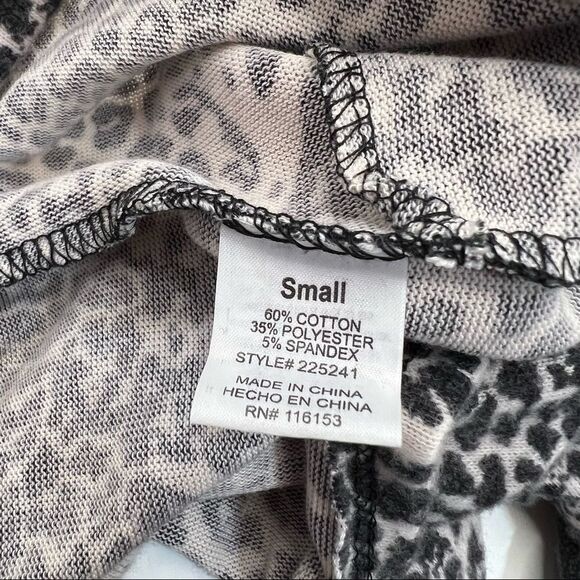 Small
60% COTTON
35% POLYESTER
5% SPANDEX
STYLE# 225241
MADE IN CHINA
HECHO EN CHINA
RN# 116153